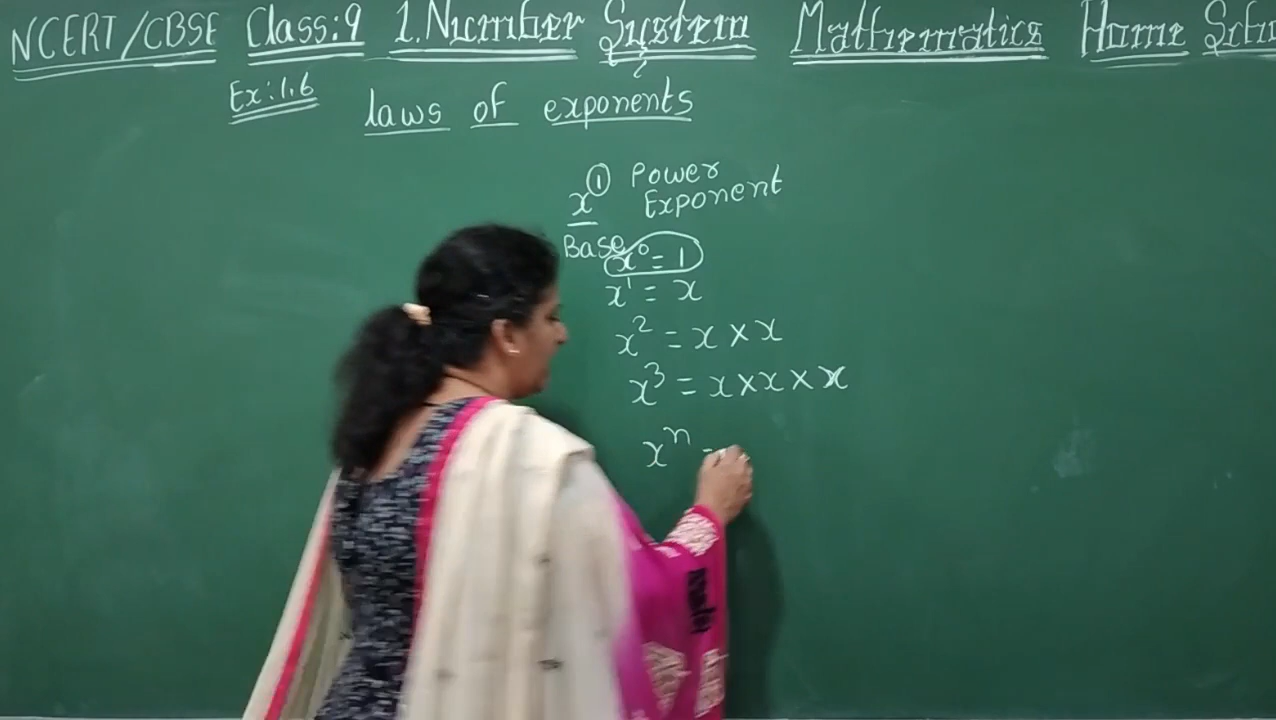 NCERT/CBSE Class:9 1.Number System Mathematics Home
Ex:1.6 laws of exponents
x① Power
Exponent
Base
x⁰ = 1
x¹ = x
x² = x × x
x³ = x × x × x
xⁿ